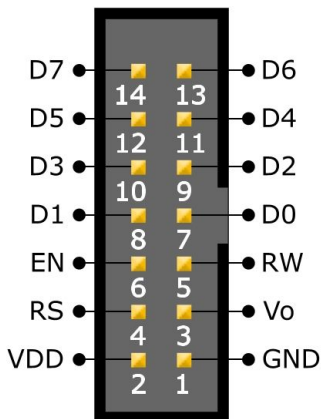 D7 D6
14 13
D5 D4
12 11
D3 D2
10 9
D1 D0
8 7
EN RW
6 5
RS Vo
4 3
VDD GND
2 1